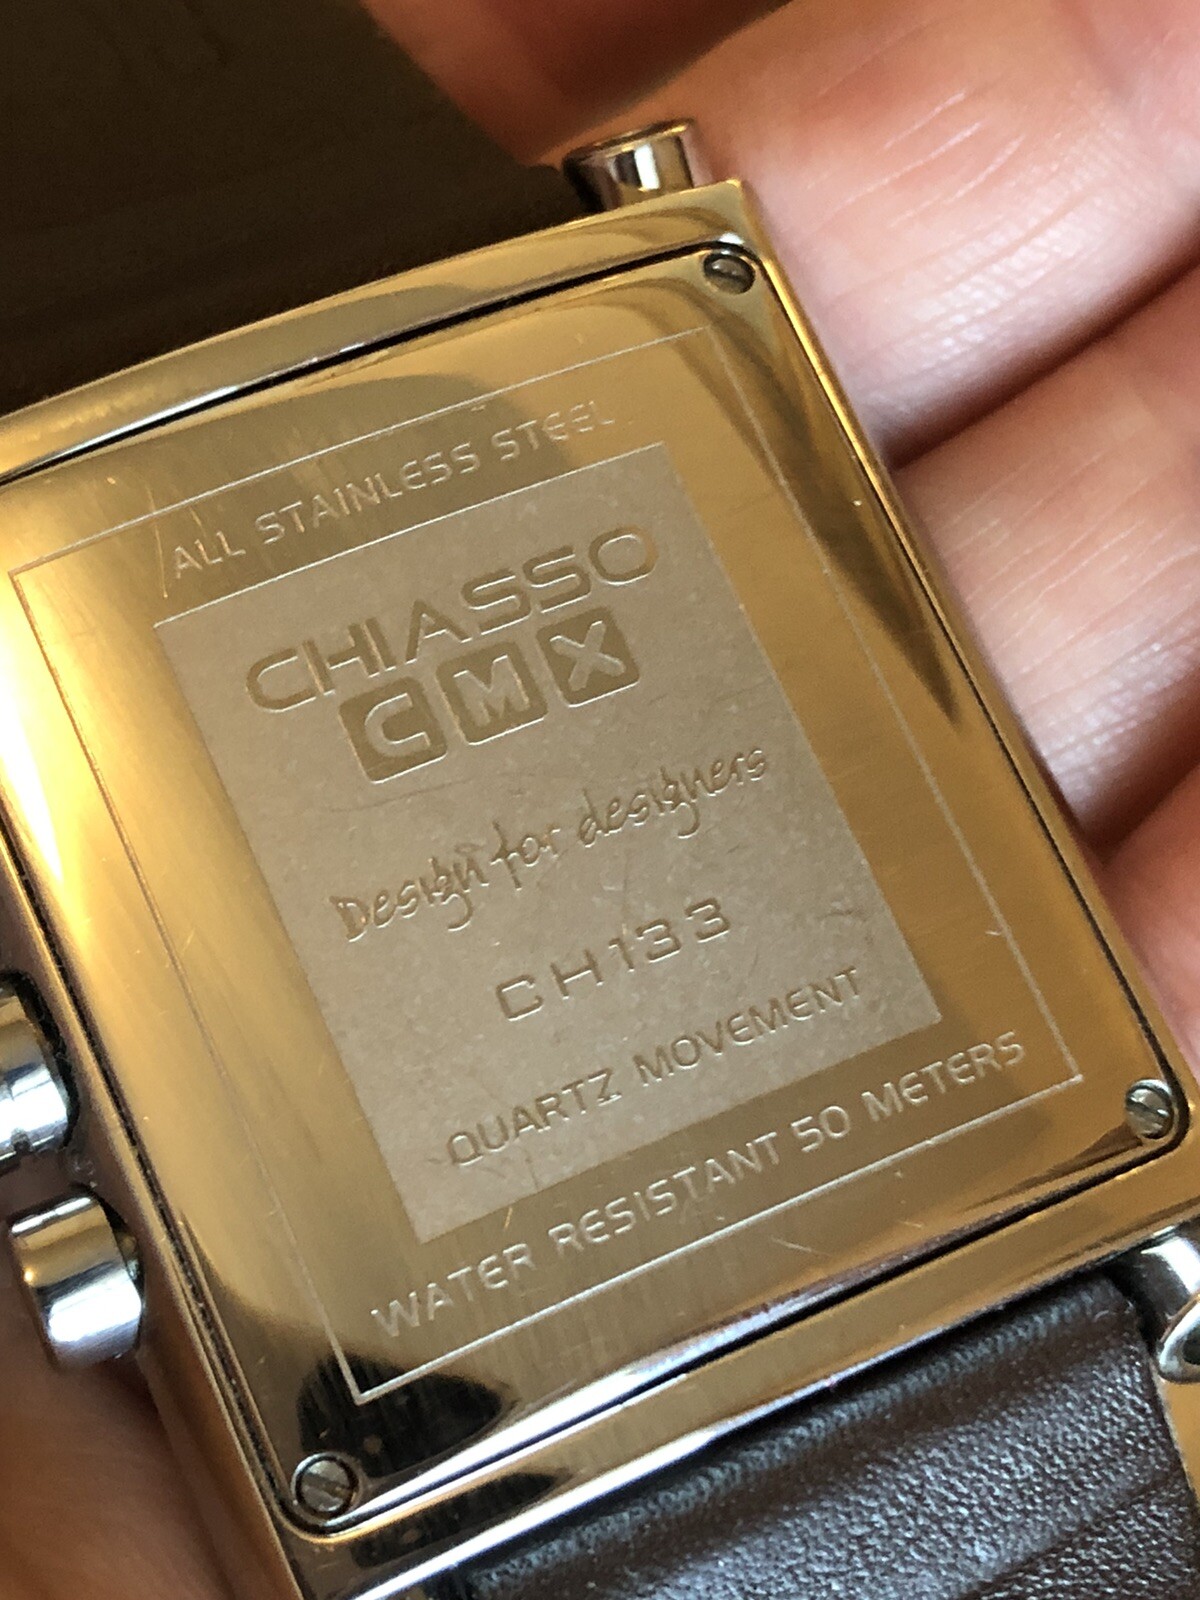 ALL STAINLESS STEEL
CHIASSO
CMX
Design for designers
CH133
QUARTZ MOVEMENT
WATER RESISTANT 50 METERS